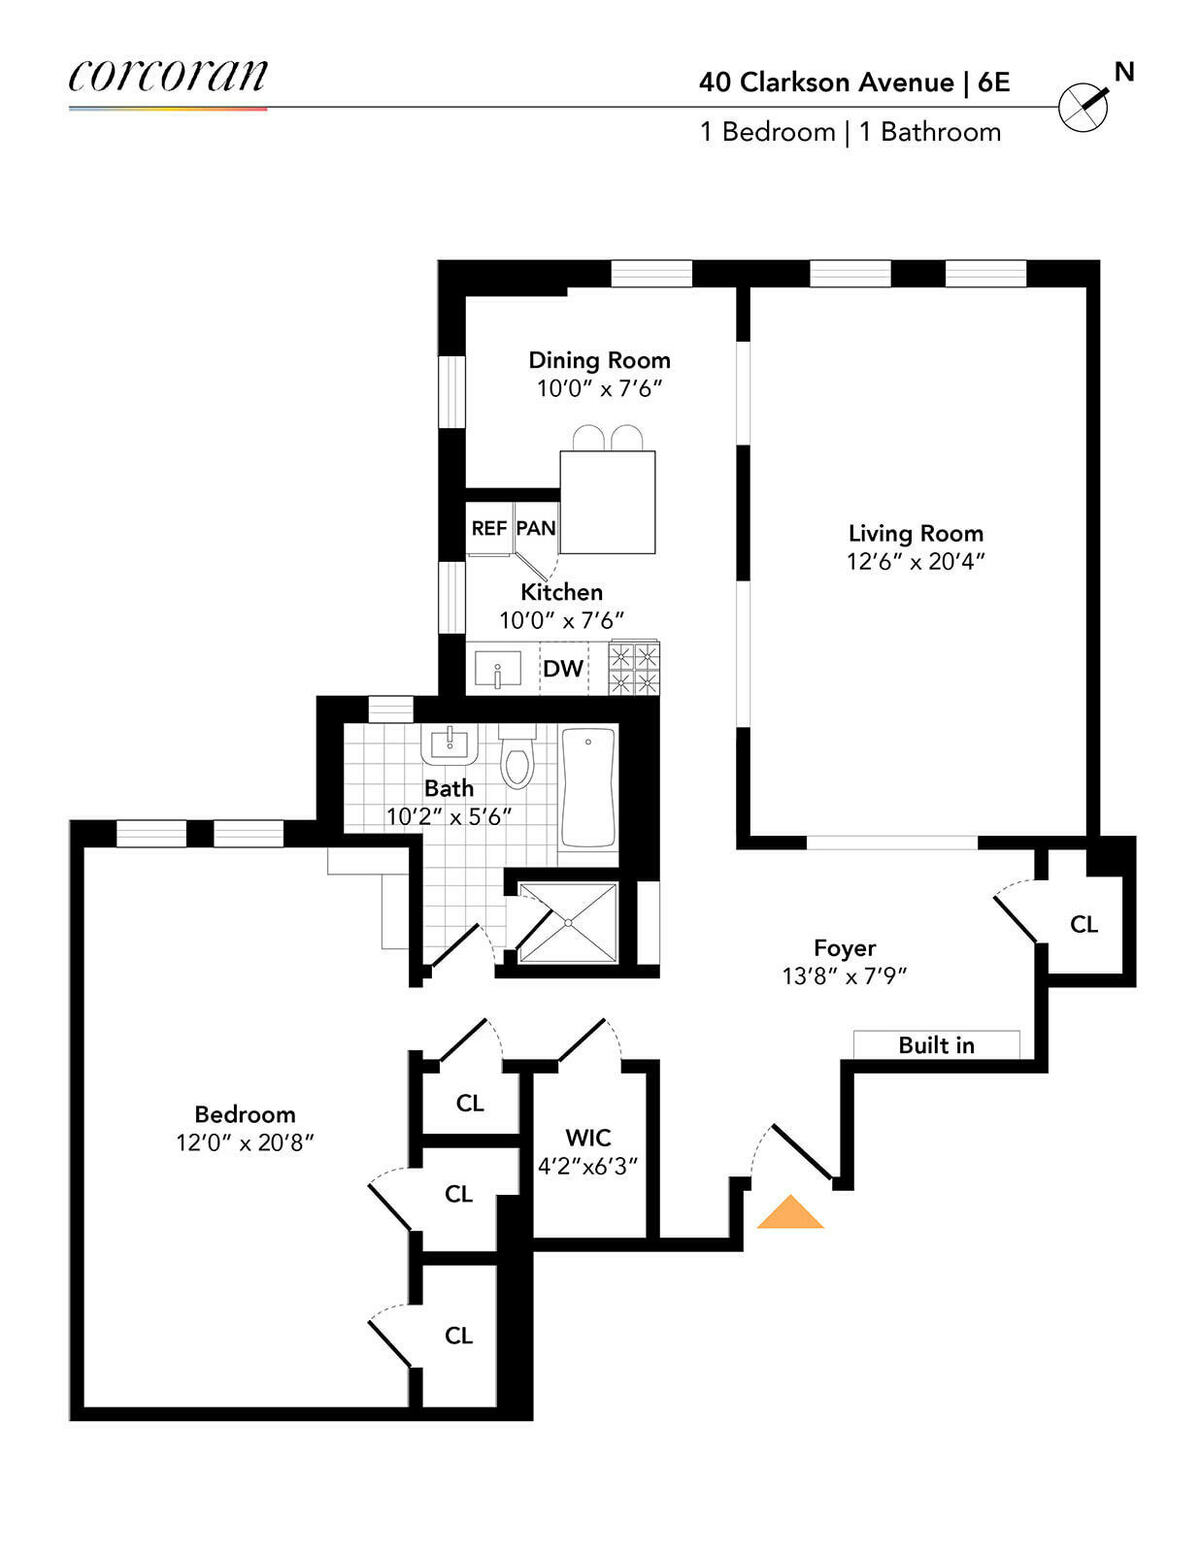 corcoran
40 Clarkson Avenue | 6E
N
1 Bedroom | 1 Bathroom
Dining Room
10'0" x 7'6"
Living Room
12'6" x 20'4"
REF PAN
Kitchen
10'0" x 7'6"
DW
Bath
10'2" x 5'6"
CL
Foyer
13'8" x 7'9"
Built in
CL
Bedroom
12'0" x 20'8"
WIC
4'2"x6'3"
CL
CL